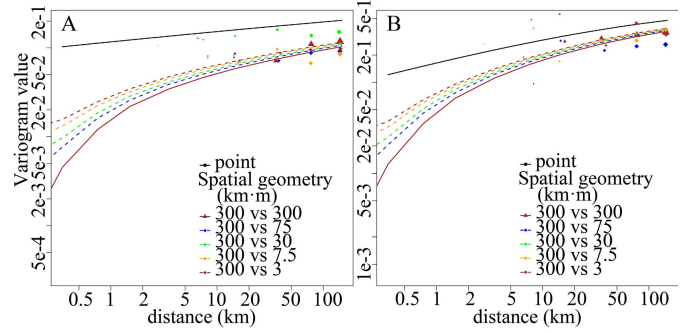 A
B
Variogram value
2e-1
5e-2
2e-2
5e-3
2e-3
5e-4
5e-1
2e-1
5e-2
2e-2
5e-3
1e-3
point
Spatial geometry
(km·m)
300 vs 300
300 vs 75
300 vs 30
300 vs 7.5
300 vs 3
point
Spatial geometry
(km·m)
300 vs 300
300 vs 75
300 vs 30
300 vs 7.5
300 vs 3
0.5 1 2 5 10 20 50 100
0.5 1 2 5 10 20 50 100
distance (km)
distance (km)